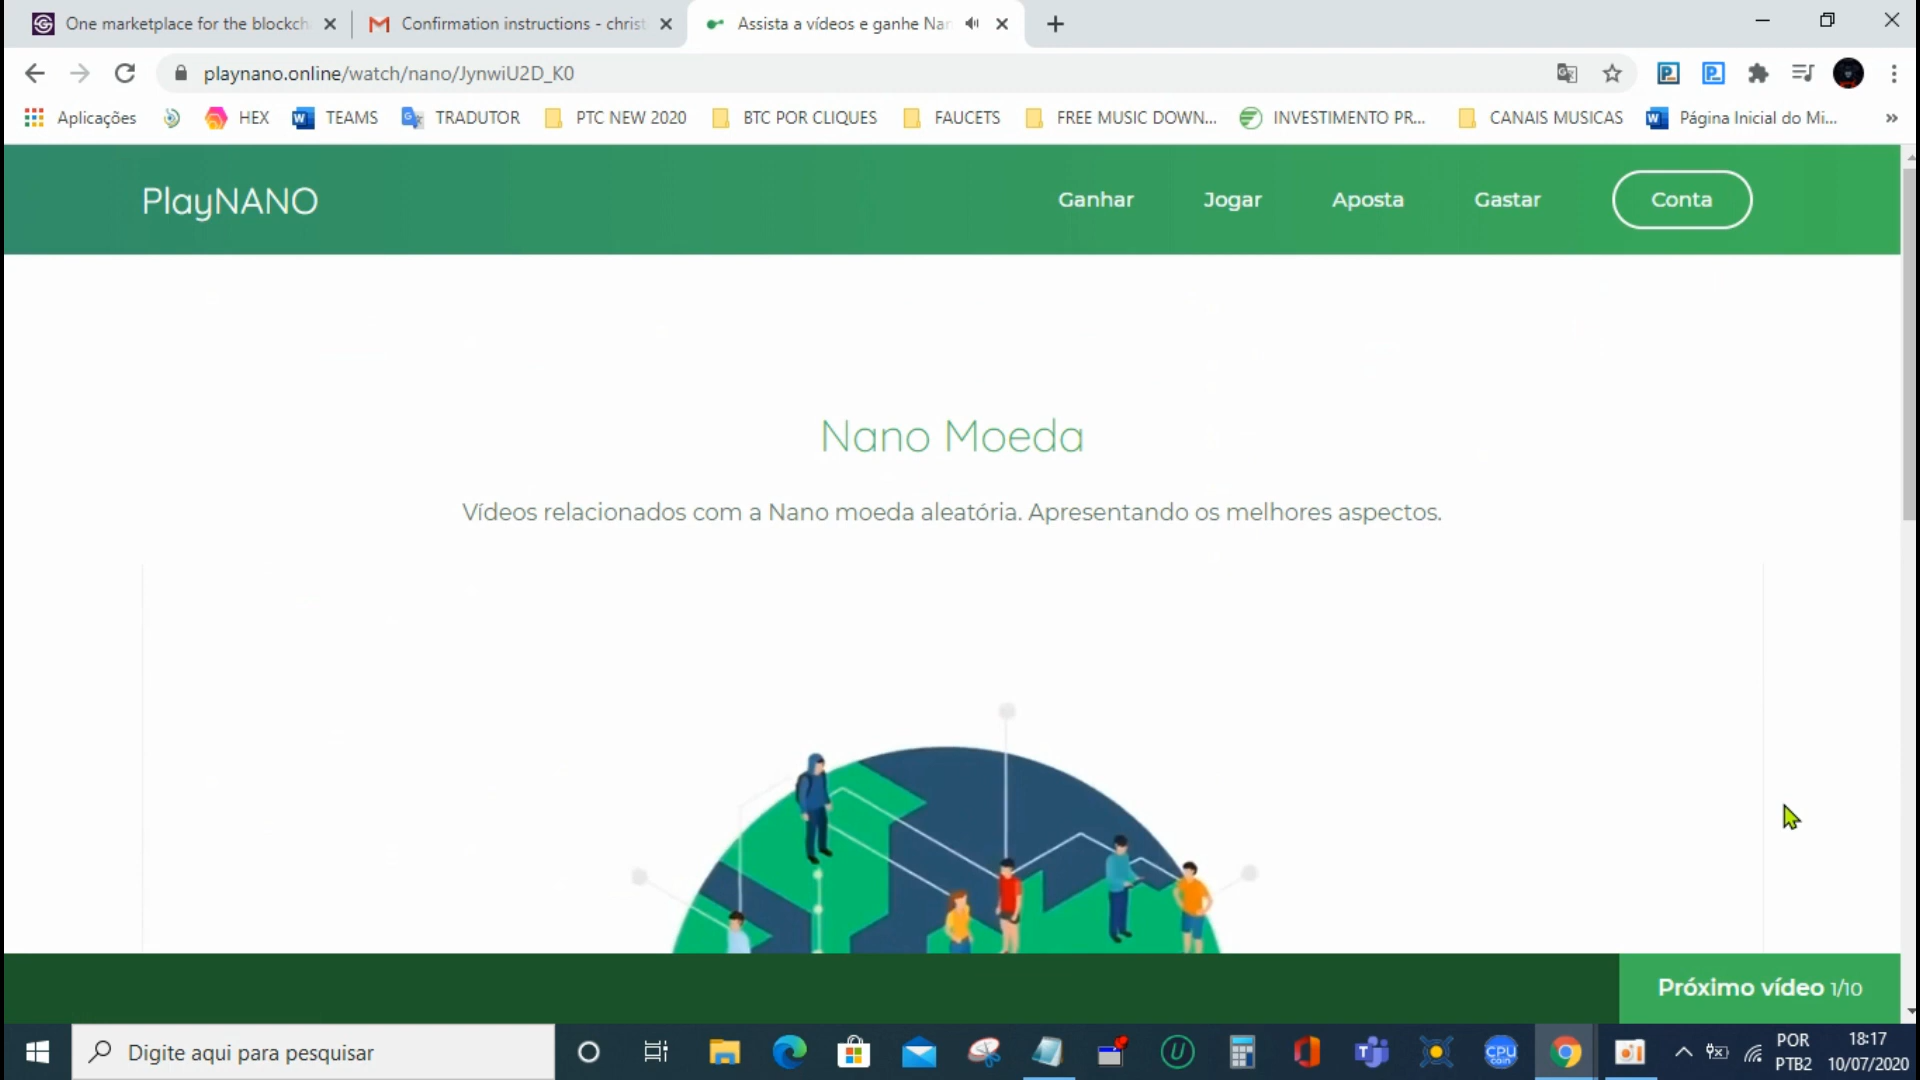 One marketplace for the blockch
Confirmation instructions - christ
Assista a vídeos e ganhe Nan
playnano.online/watch/nano/JynwiU2D_K0
Aplicações
HEX
TEAMS
TRADUTOR
PTC NEW 2020
BTC POR CLIQUES
FAUCETS
FREE MUSIC DOWN...
INVESTIMENTO PR...
CANAIS MUSICAS
Página Inicial do Mi...
PlayNANO
Ganhar
Jogar
Aposta
Gastar
Conta
Nano Moeda
Vídeos relacionados com a Nano moeda aleatória. Apresentando os melhores aspectos.
Próximo vídeo 1/10
Digite aqui para pesquisar
CPU
coin
POR
PTB2
18:17
10/07/2020